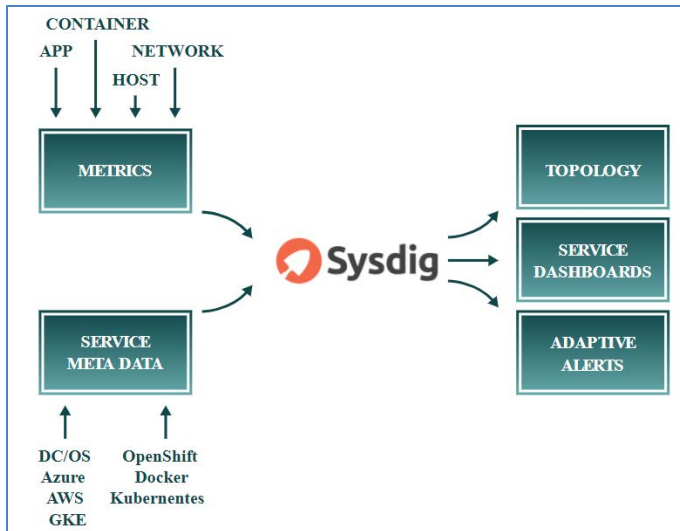 CONTAINER
APP
NETWORK
HOST
METRICS
TOPOLOGY
Sysdig
SERVICE
DASHBOARDS
SERVICE
META DATA
ADAPTIVE
ALERTS
DC/OS
Azure
AWS
GKE
OpenShift
Docker
Kubernentes